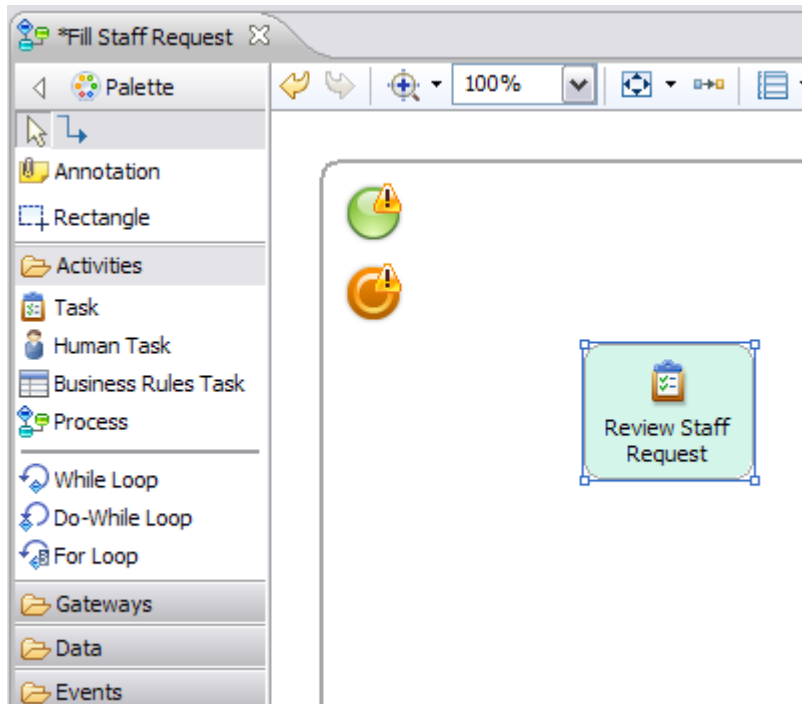 *Fill Staff Request
Palette
100%
Annotation
Rectangle
Activities
Task
Human Task
Business Rules Task
Process
While Loop
Do-While Loop
For Loop
Gateways
Data
Events
Review Staff
Request